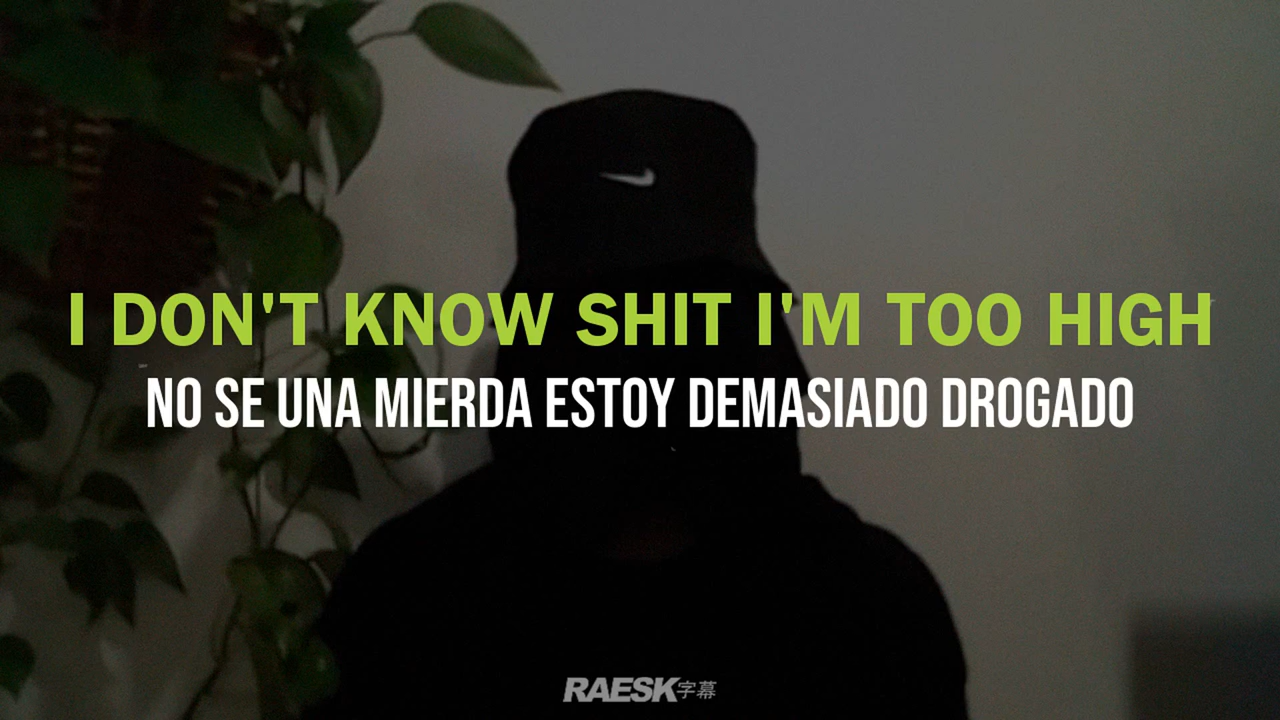 I DON'T KNOW SHIT I'M TOO HIGH
NO SE UNA MIERDA ESTOY DEMASIADO DROGADO
RAESK字幕